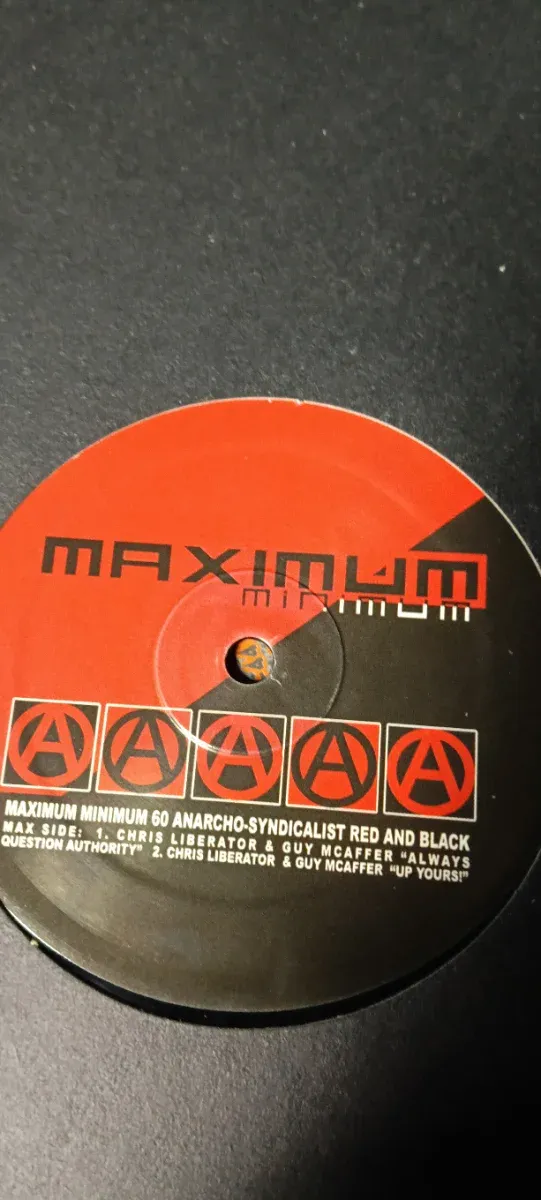 MAXIMUM
MINIMUM
A A A A A
MAXIMUM MINIMUM 60 ANARCHO-SYNDICALIST RED AND BLACK
MAX SIDE: 1. CHRIS LIBERATOR & GUY MCAFFER "ALWAYS
QUESTION AUTHORITY" 2. CHRIS LIBERATOR & GUY MCAFFER "UP YOURS!"